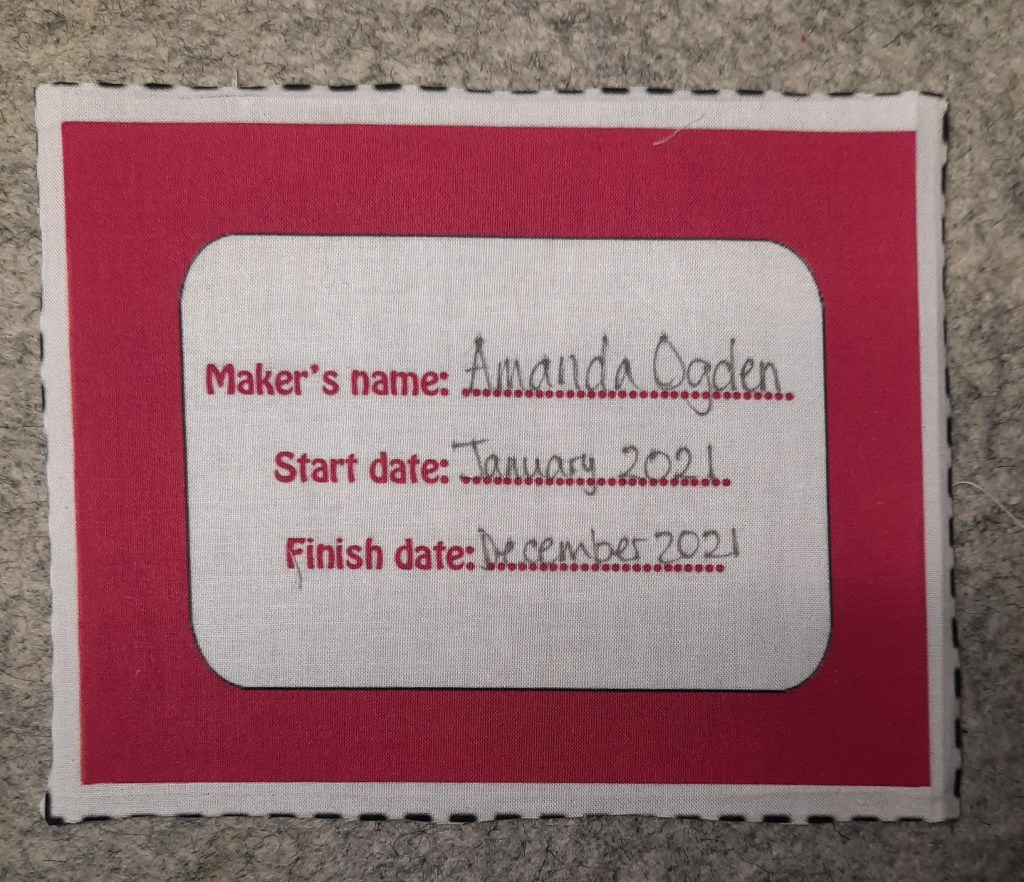 Maker's name: Amanda Ogden
Start date: January 2021
Finish date: December 2021